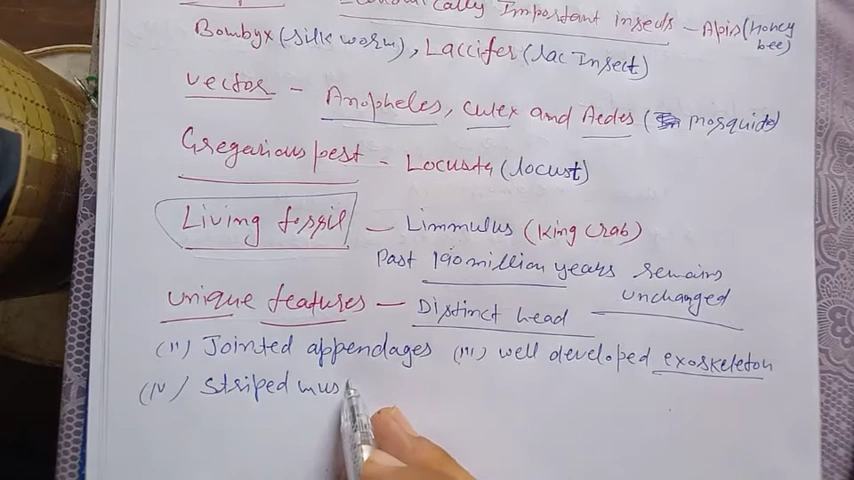 Economically Important insects - Apis (Honey bee)
Bombyx (silk worm), Laccifer (lac Insect)
Vector - Anopheles, Culex and Aedes (mosquito)
Gregarious pest - Locusta (locust)
Living fossil - Limmulus (King Crab)
Past 190 million years remains unchanged
Unique features - Distinct head
(ii) Jointed appendages (iii) well developed exoskeleton
(iv) Striped mus